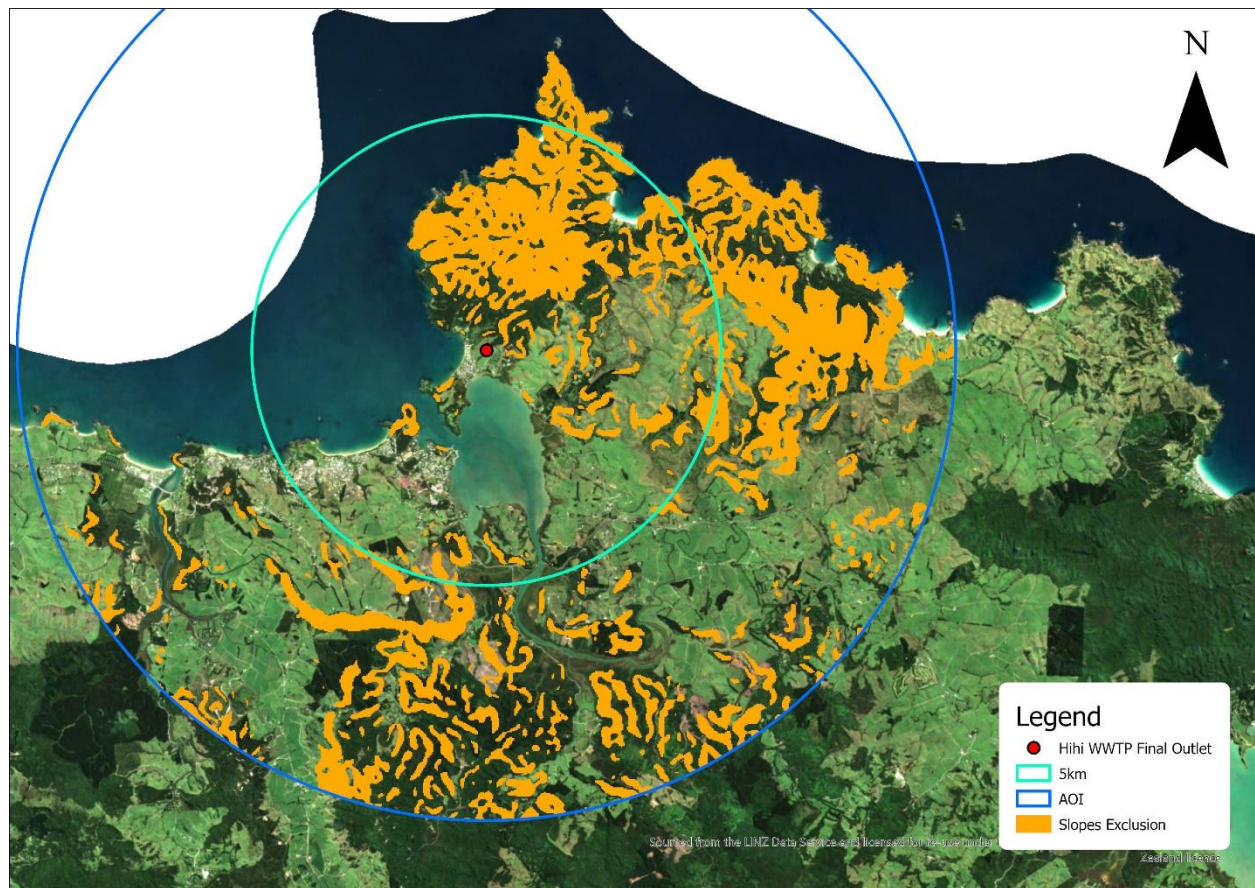 N
Legend
Hihi WWTP Final Outlet
5km
AOI
Slopes Exclusion
Sourced from the LINZ Data Service and licensed for re-use under
Zealand licence